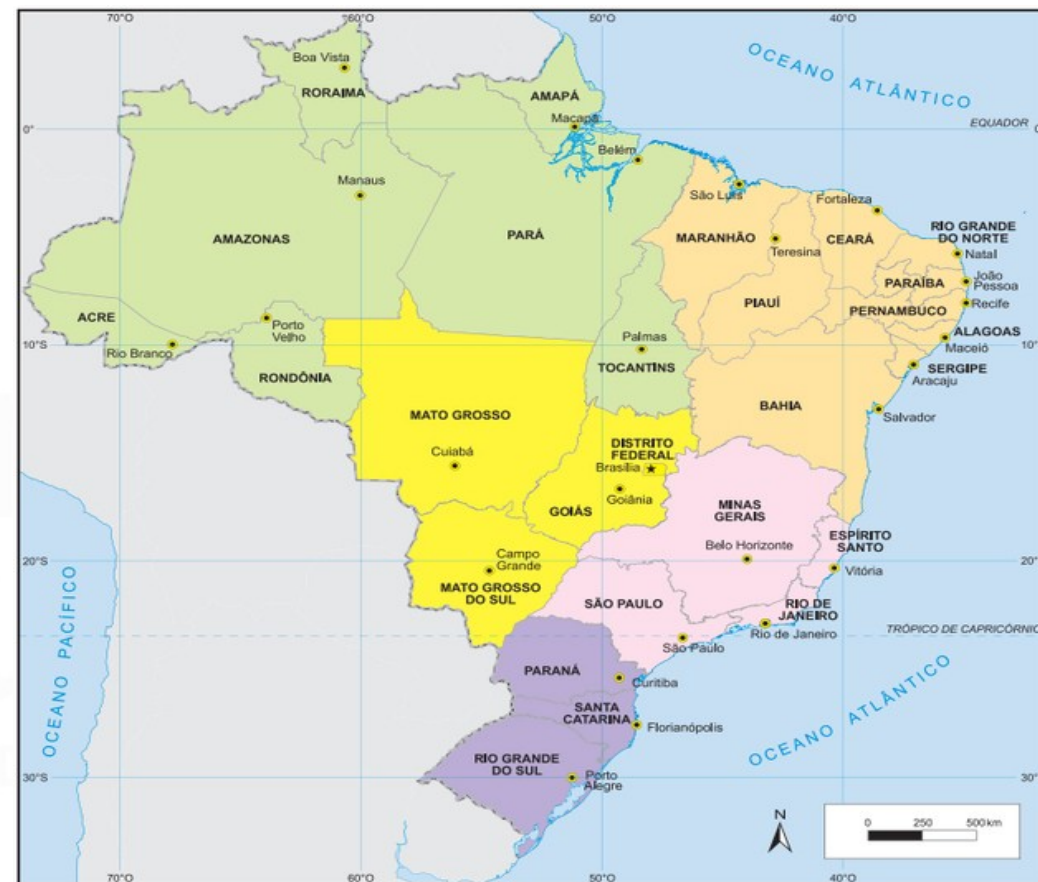 70°O
60°O
50°O
40°O
OCEANO ATLÂNTICO
Boa Vista
RORAIMA
AMAPÁ
Macapá
EQUADOR
0°
0°
Belém
Manaus
São Luís
Fortaleza
AMAZONAS
PARÁ
MARANHÃO
Teresina
CEARÁ
RIO GRANDE
DO NORTE
Natal
PARAÍBA
João
Pessoa
PIAUÍ
PERNAMBUCO
Recife
ACRE
Rio Branco
Porto
Velho
RONDÔNIA
Palmas
TOCANTINS
ALAGOAS
Maceió
10°S
10°S
SERGIPE
Aracaju
BAHIA
Salvador
MATO GROSSO
Cuiabá
DISTRITO
FEDERAL
Brasília
Goiânia
GOIÁS
MINAS
GERAIS
Belo Horizonte
ESPÍRITO
SANTO
Vitória
20°S
20°S
Campo
Grande
MATO GROSSO
DO SUL
SÃO PAULO
São Paulo
RIO DE
JANEIRO
Rio de Janeiro
TRÓPICO DE CAPRICÓRNIO
OCEANO PACÍFICO
PARANÁ
Curitiba
SANTA
CATARINA
Florianópolis
OCEANO ATLÂNTICO
RIO GRANDE
DO SUL
Porto
Alegre
30°S
30°
N
0 250 500 km
70°O
60°O
50°O
40°O